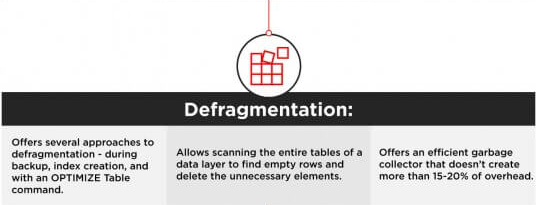 Defragmentation:
Offers several approaches to
defragmentation - during
backup, index creation, and
with an OPTIMIZE Table
command.
Allows scanning the entire tables of a
data layer to find empty rows and
delete the unnecessary elements.
Offers an efficient garbage
collector that doesn't create
more than 15-20% of overhead.